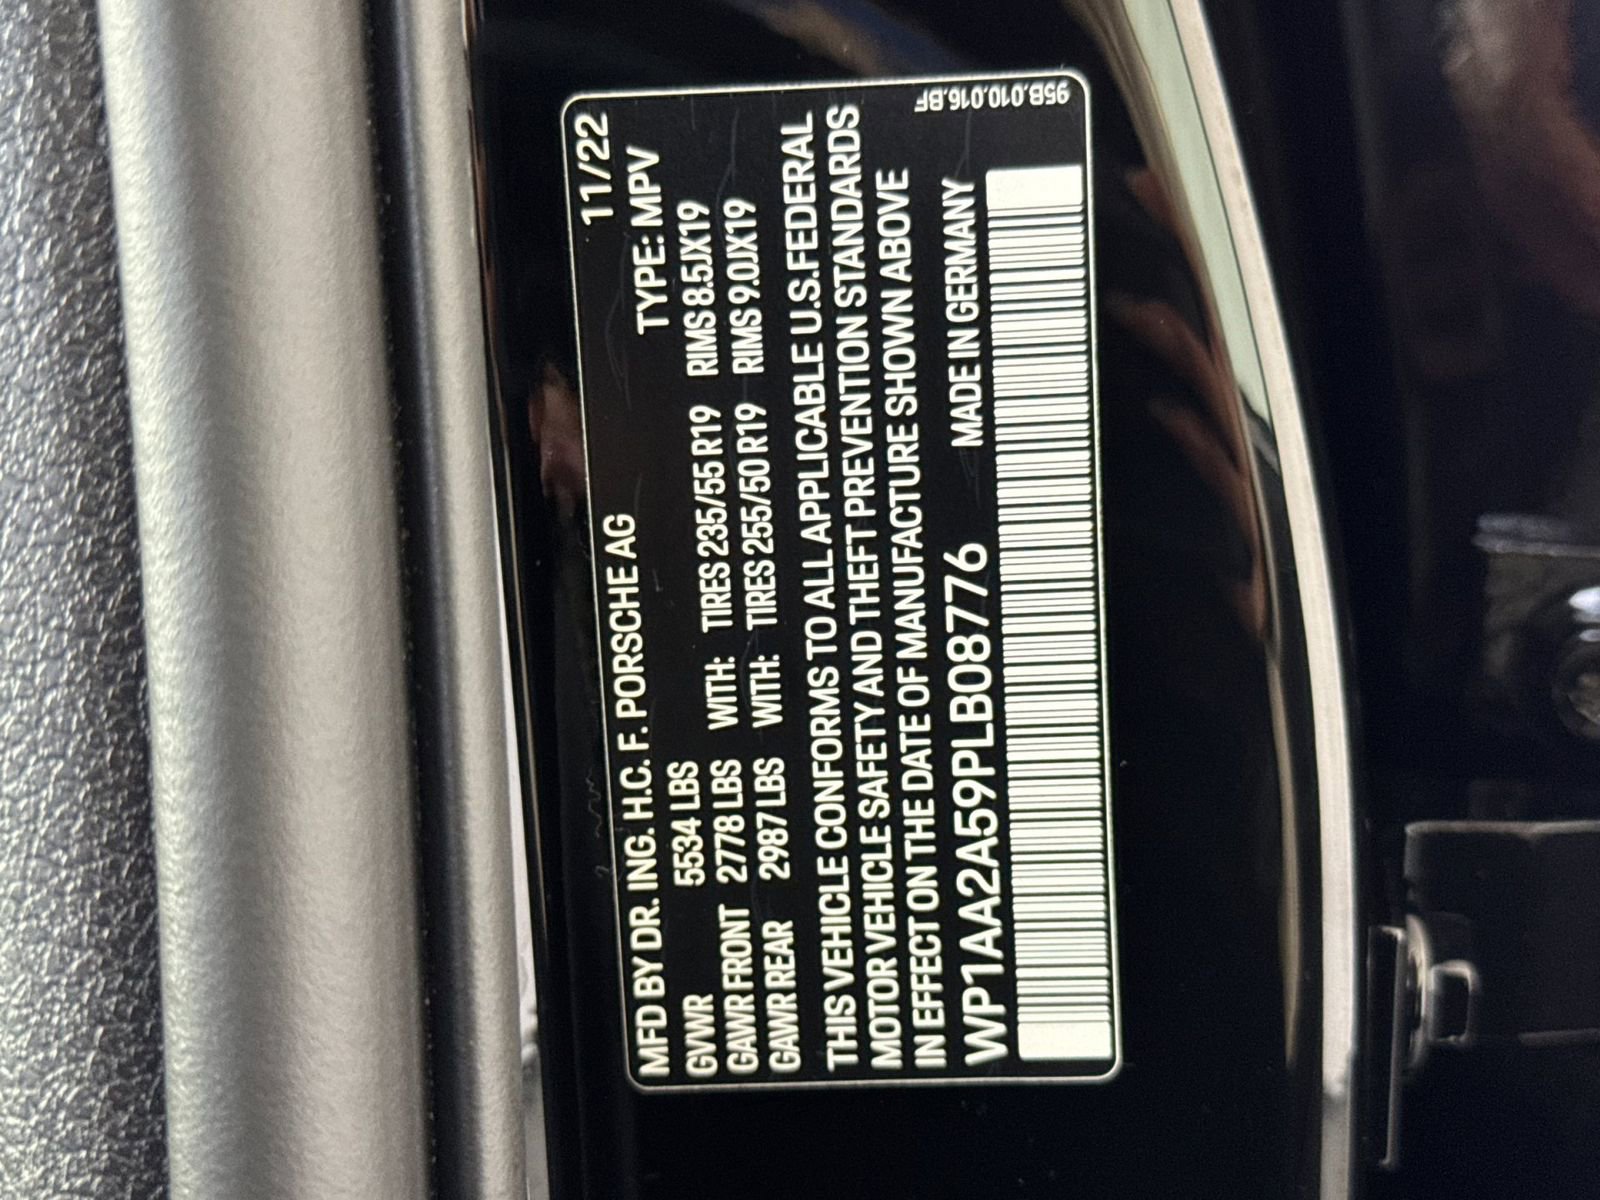 MFD BY DR. ING. H.C. F. PORSCHE AG 11/22
TYPE: MPV
GVWR 5534 LBS
GAWR FRONT 2778 LBS WITH: TIRES 235/55 R19 RIMS 8.5JX19
GAWR REAR 2987 LBS WITH: TIRES 255/50 R19 RIMS 9.0JX19
THIS VEHICLE CONFORMS TO ALL APPLICABLE U.S. FEDERAL
MOTOR VEHICLE SAFETY AND THEFT PREVENTION STANDARDS
IN EFFECT ON THE DATE OF MANUFACTURE SHOWN ABOVE
WP1AA2A59PLB08776 MADE IN GERMANY
95B.010.016.BF